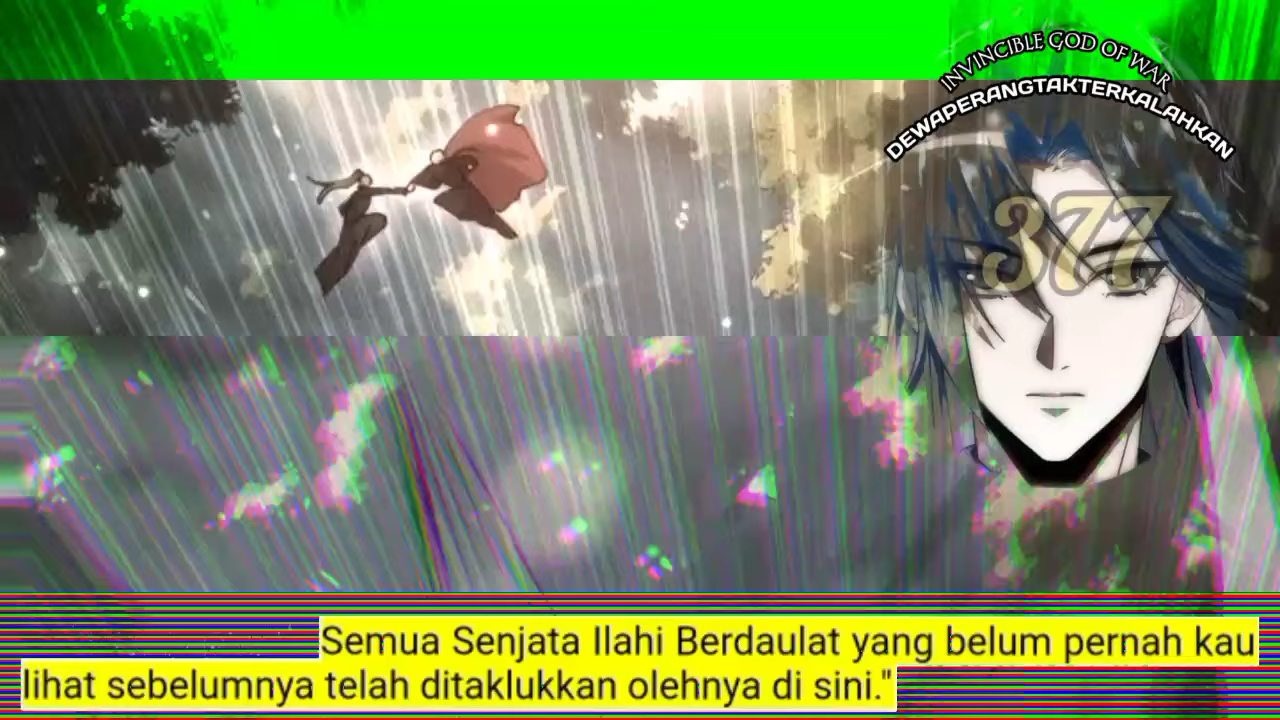 INVINCIBLE GOD OF WAR
DEWAPERANGTAKTERKALAHKAN
377
Semua Senjata Ilahi Berdaulat yang belum pernah kau
lihat sebelumnya telah ditaklukkan olehnya di sini."